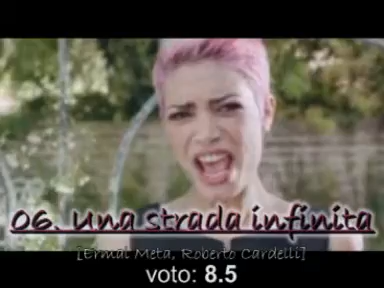 06. Una strada infinita
[Ermal Meta, Roberto Cardelli]
voto: 8.5